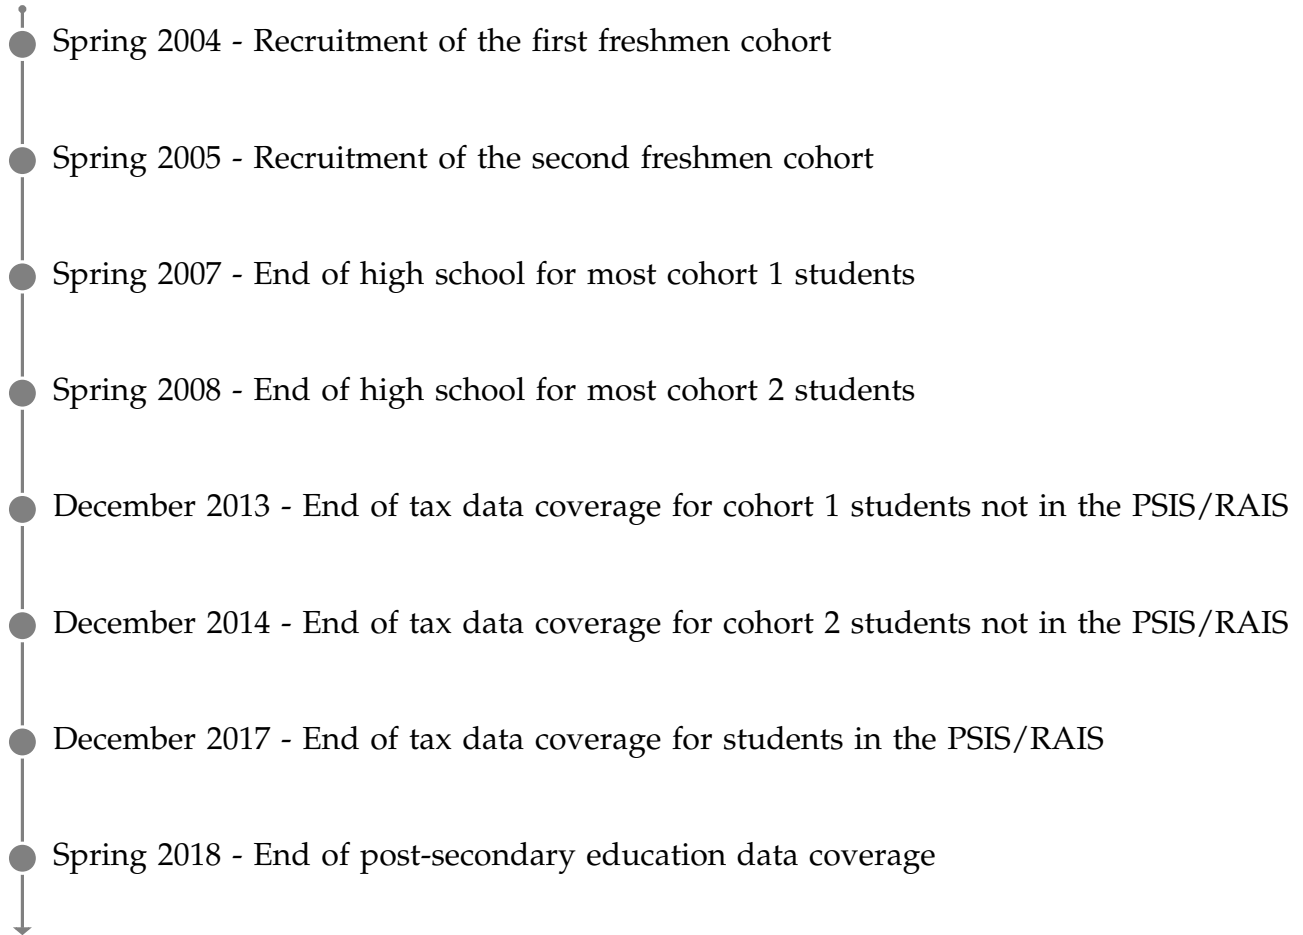 Spring 2004 - Recruitment of the first freshmen cohort
Spring 2005 - Recruitment of the second freshmen cohort
Spring 2007 - End of high school for most cohort 1 students
Spring 2008 - End of high school for most cohort 2 students
December 2013 - End of tax data coverage for cohort 1 students not in the PSIS/RAIS
December 2014 - End of tax data coverage for cohort 2 students not in the PSIS/RAIS
December 2017 - End of tax data coverage for students in the PSIS/RAIS
Spring 2018 - End of post-secondary education data coverage